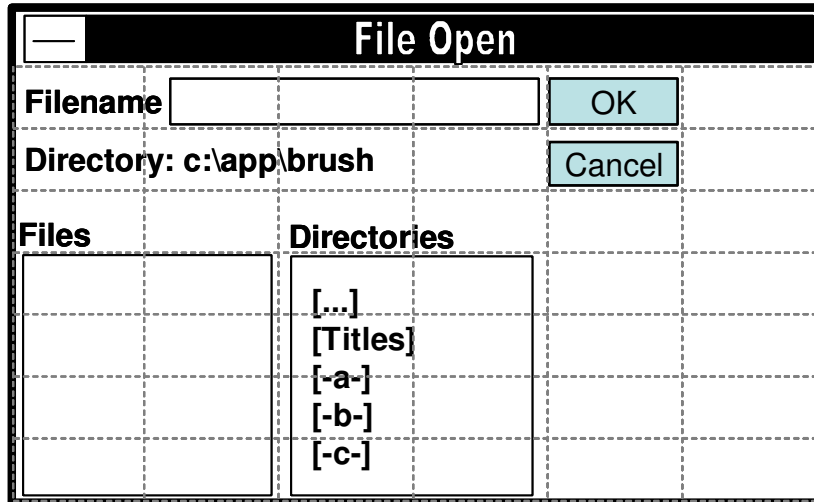 File Open
Filename OK
Directory: c:\app\brush Cancel
Files Directories
[...]
[Titles]
[-a-]
[-b-]
[-c-]